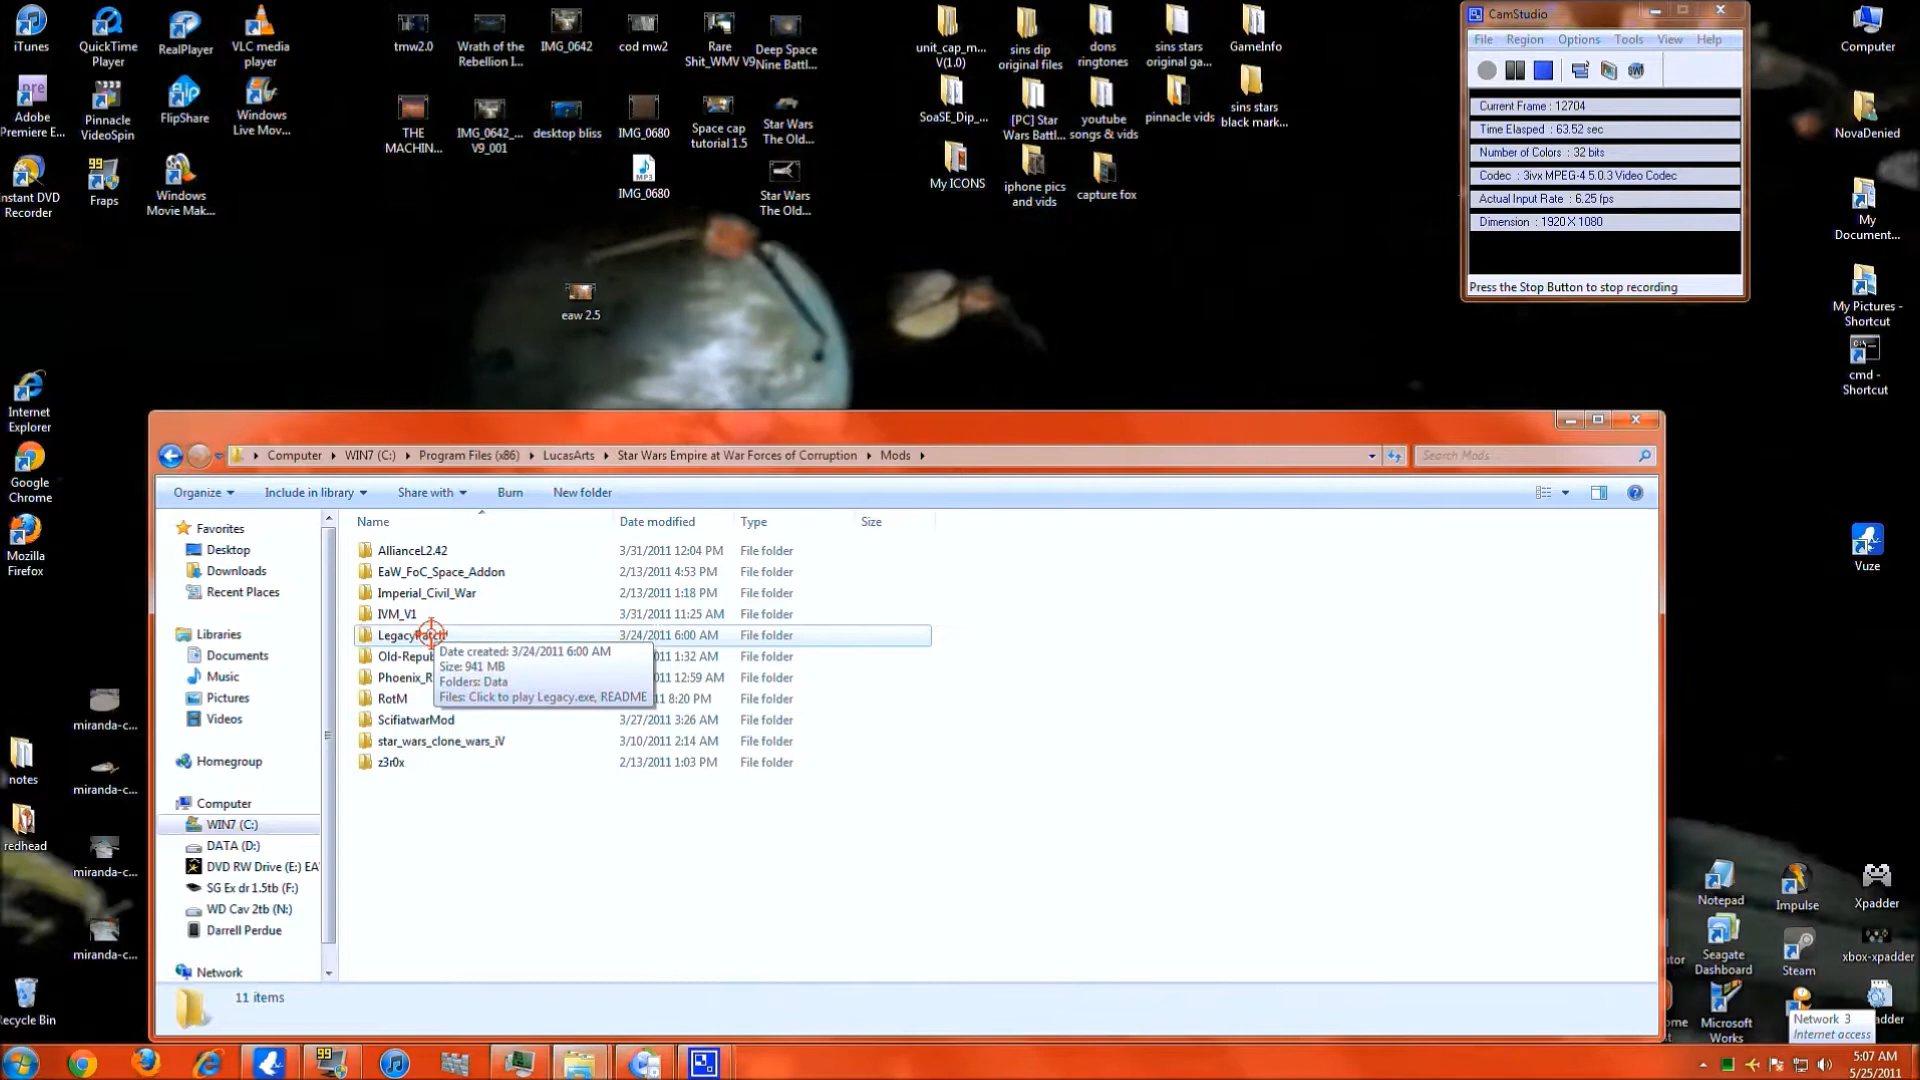 iTunes
QuickTime
Player
RealPlayer
VLC media
player
tmw2.0
Wrath of the
Rebellion I...
IMG_0642
cod mw2
Rare
Shit_WMV V9
Deep Space
Nine Battl...
unit_cap_m...
V(1.0)
sins dip
original files
dons
ringtones
sins stars
original ga...
GameInfo
Computer
Adobe
Premiere E...
Pinnacle
VideoSpin
FlipShare
Windows
Live Mov...
THE
MACHIN...
IMG_0642_...
V9_001
desktop bliss
IMG_0680
Space cap
tutorial 1.5
Star Wars
The Old...
SoaSE_Dip_...
[PC] Star
Wars Battl...
youtube
songs & vids
pinnacle vids
sins stars
black mark...
NovaDenied
Instant DVD
Recorder
99
Fraps
Windows
Movie Mak...
MP3
IMG_0680
Star Wars
The Old...
My ICONS
iphone pics
and vids
capture fox
My
Document...
eaw 2.5
My Pictures -
Shortcut
cmd -
Shortcut
Internet
Explorer
Google
Chrome
Mozilla
Firefox
Vuze
CamStudio
File Region Options Tools View Help
Current Frame : 12704
Time Elasped : 63.52 sec
Number of Colors : 32 bits
Codec : 3ivx MPEG-4 5.0.3 Video Codec
Actual Input Rate : 6.25 fps
Dimension : 1920 X 1080
Press the Stop Button to stop recording
Computer WIN7 (C:) Program Files (x86) LucasArts Star Wars Empire at War Forces of Corruption Mods
Search Mods
Organize Include in library Share with Burn New folder
Name Date modified Type Size
AllianceL2.42 3/31/2011 12:04 PM File folder
EaW_FoC_Space_Addon 2/13/2011 4:53 PM File folder
Imperial_Civil_War 2/13/2011 1:18 PM File folder
IVM_V1 3/31/2011 11:25 AM File folder
LegacyPatch 3/24/2011 6:00 AM File folder
Old-Repub 1:32 AM File folder
Phoenix_R 12:59 AM File folder
RotM 8:20 PM File folder
ScifiatwarMod 3/27/2011 3:26 AM File folder
star_wars_clone_wars_iV 3/10/2011 2:14 AM File folder
z3r0x 2/13/2011 1:03 PM File folder
Date created: 3/24/2011 6:00 AM
Size: 941 MB
Folders: Data
Files: Click to play Legacy.exe, README
Favorites
Desktop
Downloads
Recent Places
Libraries
Documents
Music
Pictures
Videos
Homegroup
Computer
WIN7 (C:)
DATA (D:)
DVD RW Drive (E:) EA
SG Ex dr 1.5tb (F:)
WD Cav 2tb (N:)
Darrell Perdue
Network
11 items
miranda-c...
notes
miranda-c...
redhead
miranda-c...
miranda-c...
Recycle Bin
Notepad
Impulse
Xpadder
Seagate
Dashboard
Steam
xbox-xpadder
Microsoft
Works
Network 3
Internet access
99
5:07 AM
5/25/2011